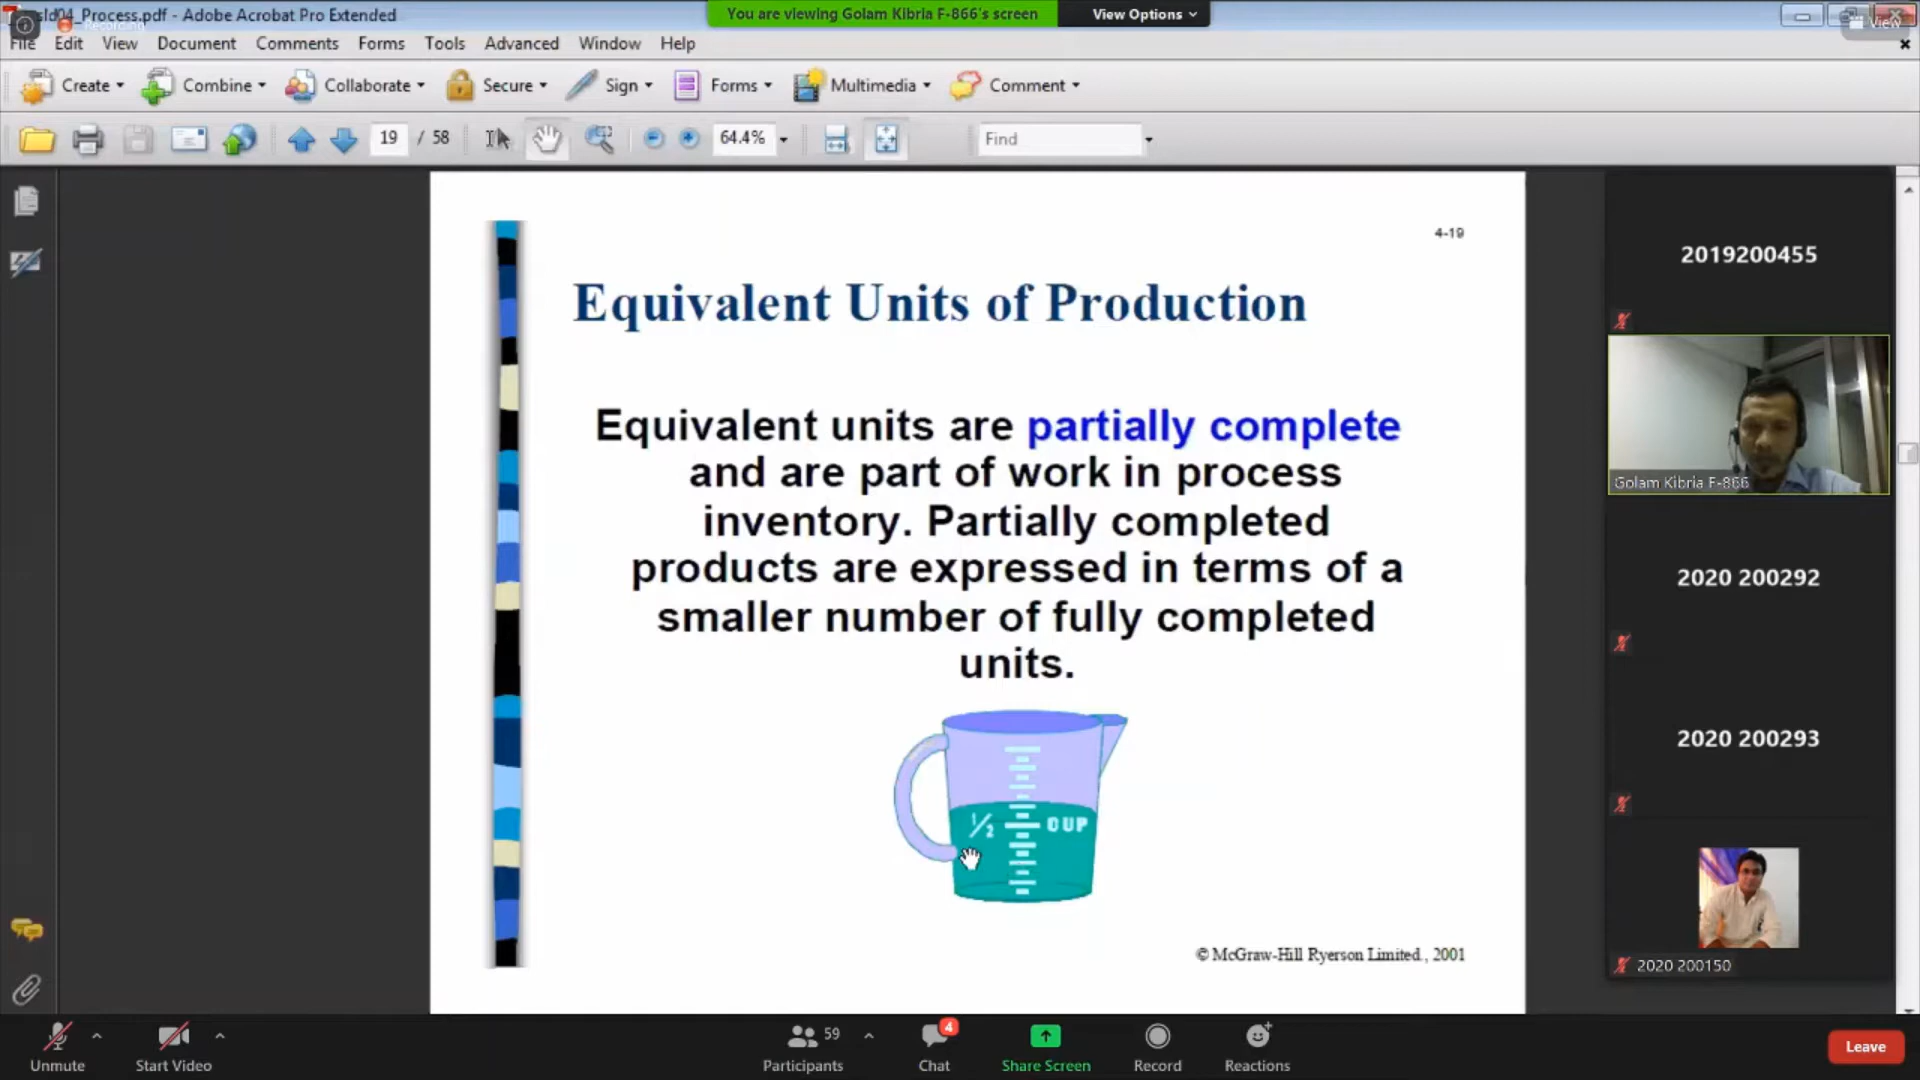 sld04_Process.pdf - Adobe Acrobat Pro Extended
Recording
You are viewing Golam Kibria F-866's screen
View Options
View
File Edit View Document Comments Forms Tools Advanced Window Help
Create Combine Collaborate Secure Sign Forms Multimedia Comment
19 / 58 64.4% Find
4-19
Equivalent Units of Production
Equivalent units are partially complete
and are part of work in process
inventory. Partially completed
products are expressed in terms of a
smaller number of fully completed
units.
1/2 CUP
© McGraw-Hill Ryerson Limited., 2001
2019200455
Golam Kibria F-866
2020 200292
2020 200293
2020 200150
Unmute Start Video Participants 59 Chat 4 Share Screen Record Reactions Leave